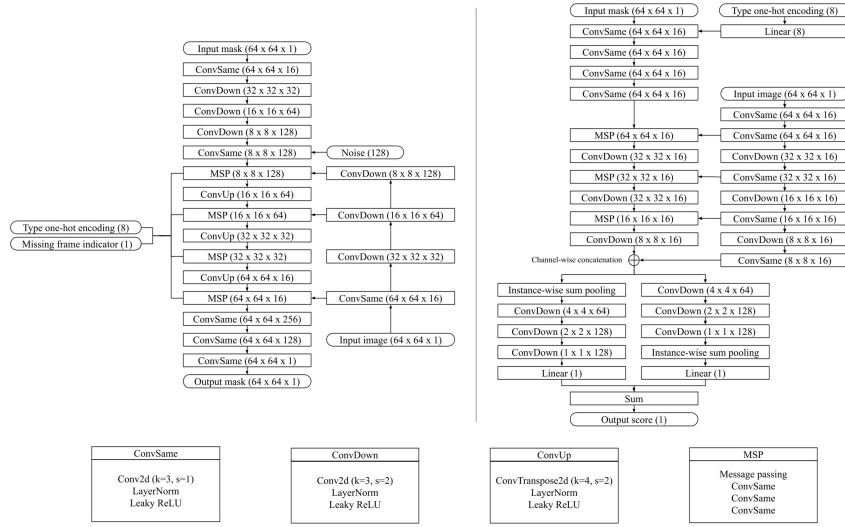 Input mask (64 x 64 x 1)
ConvSame (64 x 64 x 16)
ConvDown (32 x 32 x 32)
ConvDown (16 x 16 x 64)
ConvDown (8 x 8 x 128)
ConvSame (8 x 8 x 128)
Noise (128)
MSP (8 x 8 x 128)
ConvDown (8 x 8 x 128)
ConvUp (16 x 16 x 64)
MSP (16 x 16 x 64)
ConvDown (16 x 16 x 64)
Type one-hot encoding (8)
Missing frame indicator (1)
ConvUp (32 x 32 x 32)
MSP (32 x 32 x 32)
ConvDown (32 x 32 x 32)
ConvUp (64 x 64 x 16)
MSP (64 x 64 x 16)
ConvSame (64 x 64 x 16)
ConvSame (64 x 64 x 256)
ConvSame (64 x 64 x 128)
Input image (64 x 64 x 1)
ConvSame (64 x 64 x 1)
Output mask (64 x 64 x 1)
Input mask (64 x 64 x 1)
Type one-hot encoding (8)
ConvSame (64 x 64 x 16)
Linear (8)
ConvSame (64 x 64 x 16)
ConvSame (64 x 64 x 16)
ConvSame (64 x 64 x 16)
Input image (64 x 64 x 1)
ConvSame (64 x 64 x 16)
MSP (64 x 64 x 16)
ConvSame (64 x 64 x 16)
ConvDown (32 x 32 x 16)
ConvDown (32 x 32 x 16)
MSP (32 x 32 x 16)
ConvSame (32 x 32 x 16)
ConvDown (32 x 32 x 16)
ConvDown (16 x 16 x 16)
MSP (16 x 16 x 16)
ConvSame (16 x 16 x 16)
ConvDown (8 x 8 x 16)
ConvDown (8 x 8 x 16)
Channel-wise concatenation
ConvSame (8 x 8 x 16)
Instance-wise sum pooling
ConvDown (4 x 4 x 64)
ConvDown (4 x 4 x 64)
ConvDown (2 x 2 x 128)
ConvDown (2 x 2 x 128)
ConvDown (1 x 1 x 128)
ConvDown (1 x 1 x 128)
Instance-wise sum pooling
Linear (1)
Linear (1)
Sum
Output score (1)
ConvSame
Conv2d (k=3, s=1)
LayerNorm
Leaky ReLU
ConvDown
Conv2d (k=3, s=2)
LayerNorm
Leaky ReLU
ConvUp
ConvTranspose2d (k=4, s=2)
LayerNorm
Leaky ReLU
MSP
Message passing
ConvSame
ConvSame
ConvSame